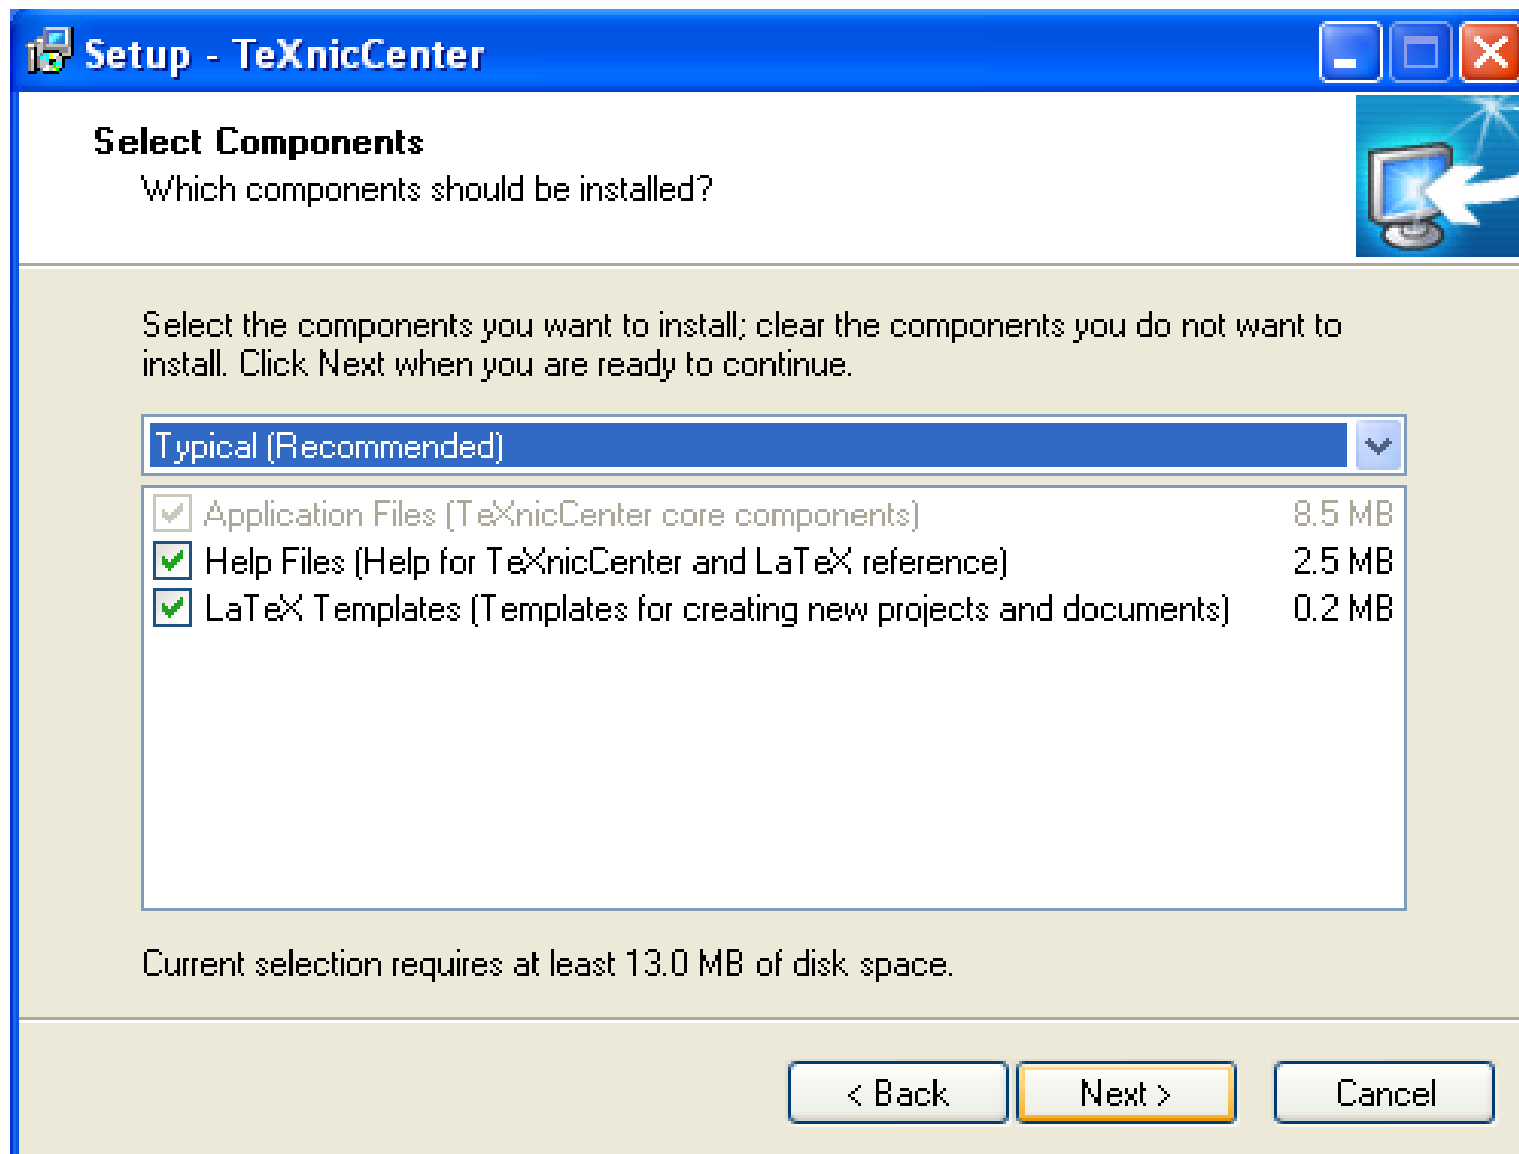 Setup - TeXnicCenter
Select Components
Which components should be installed?
Select the components you want to install; clear the components you do not want to
install. Click Next when you are ready to continue.
Typical (Recommended)
Application Files (TeXnicCenter core components) 8.5 MB
Help Files (Help for TeXnicCenter and LaTeX reference) 2.5 MB
LaTeX Templates (Templates for creating new projects and documents) 0.2 MB
Current selection requires at least 13.0 MB of disk space.
< Back Next > Cancel